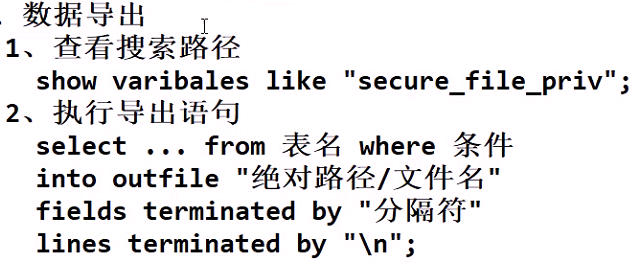 . 数据导出
1、查看搜索路径
show varibales like "secure_file_priv";
2、执行导出语句
select ... from 表名 where 条件
into outfile "绝对路径/文件名"
fields terminated by "分隔符"
lines terminated by "\n";